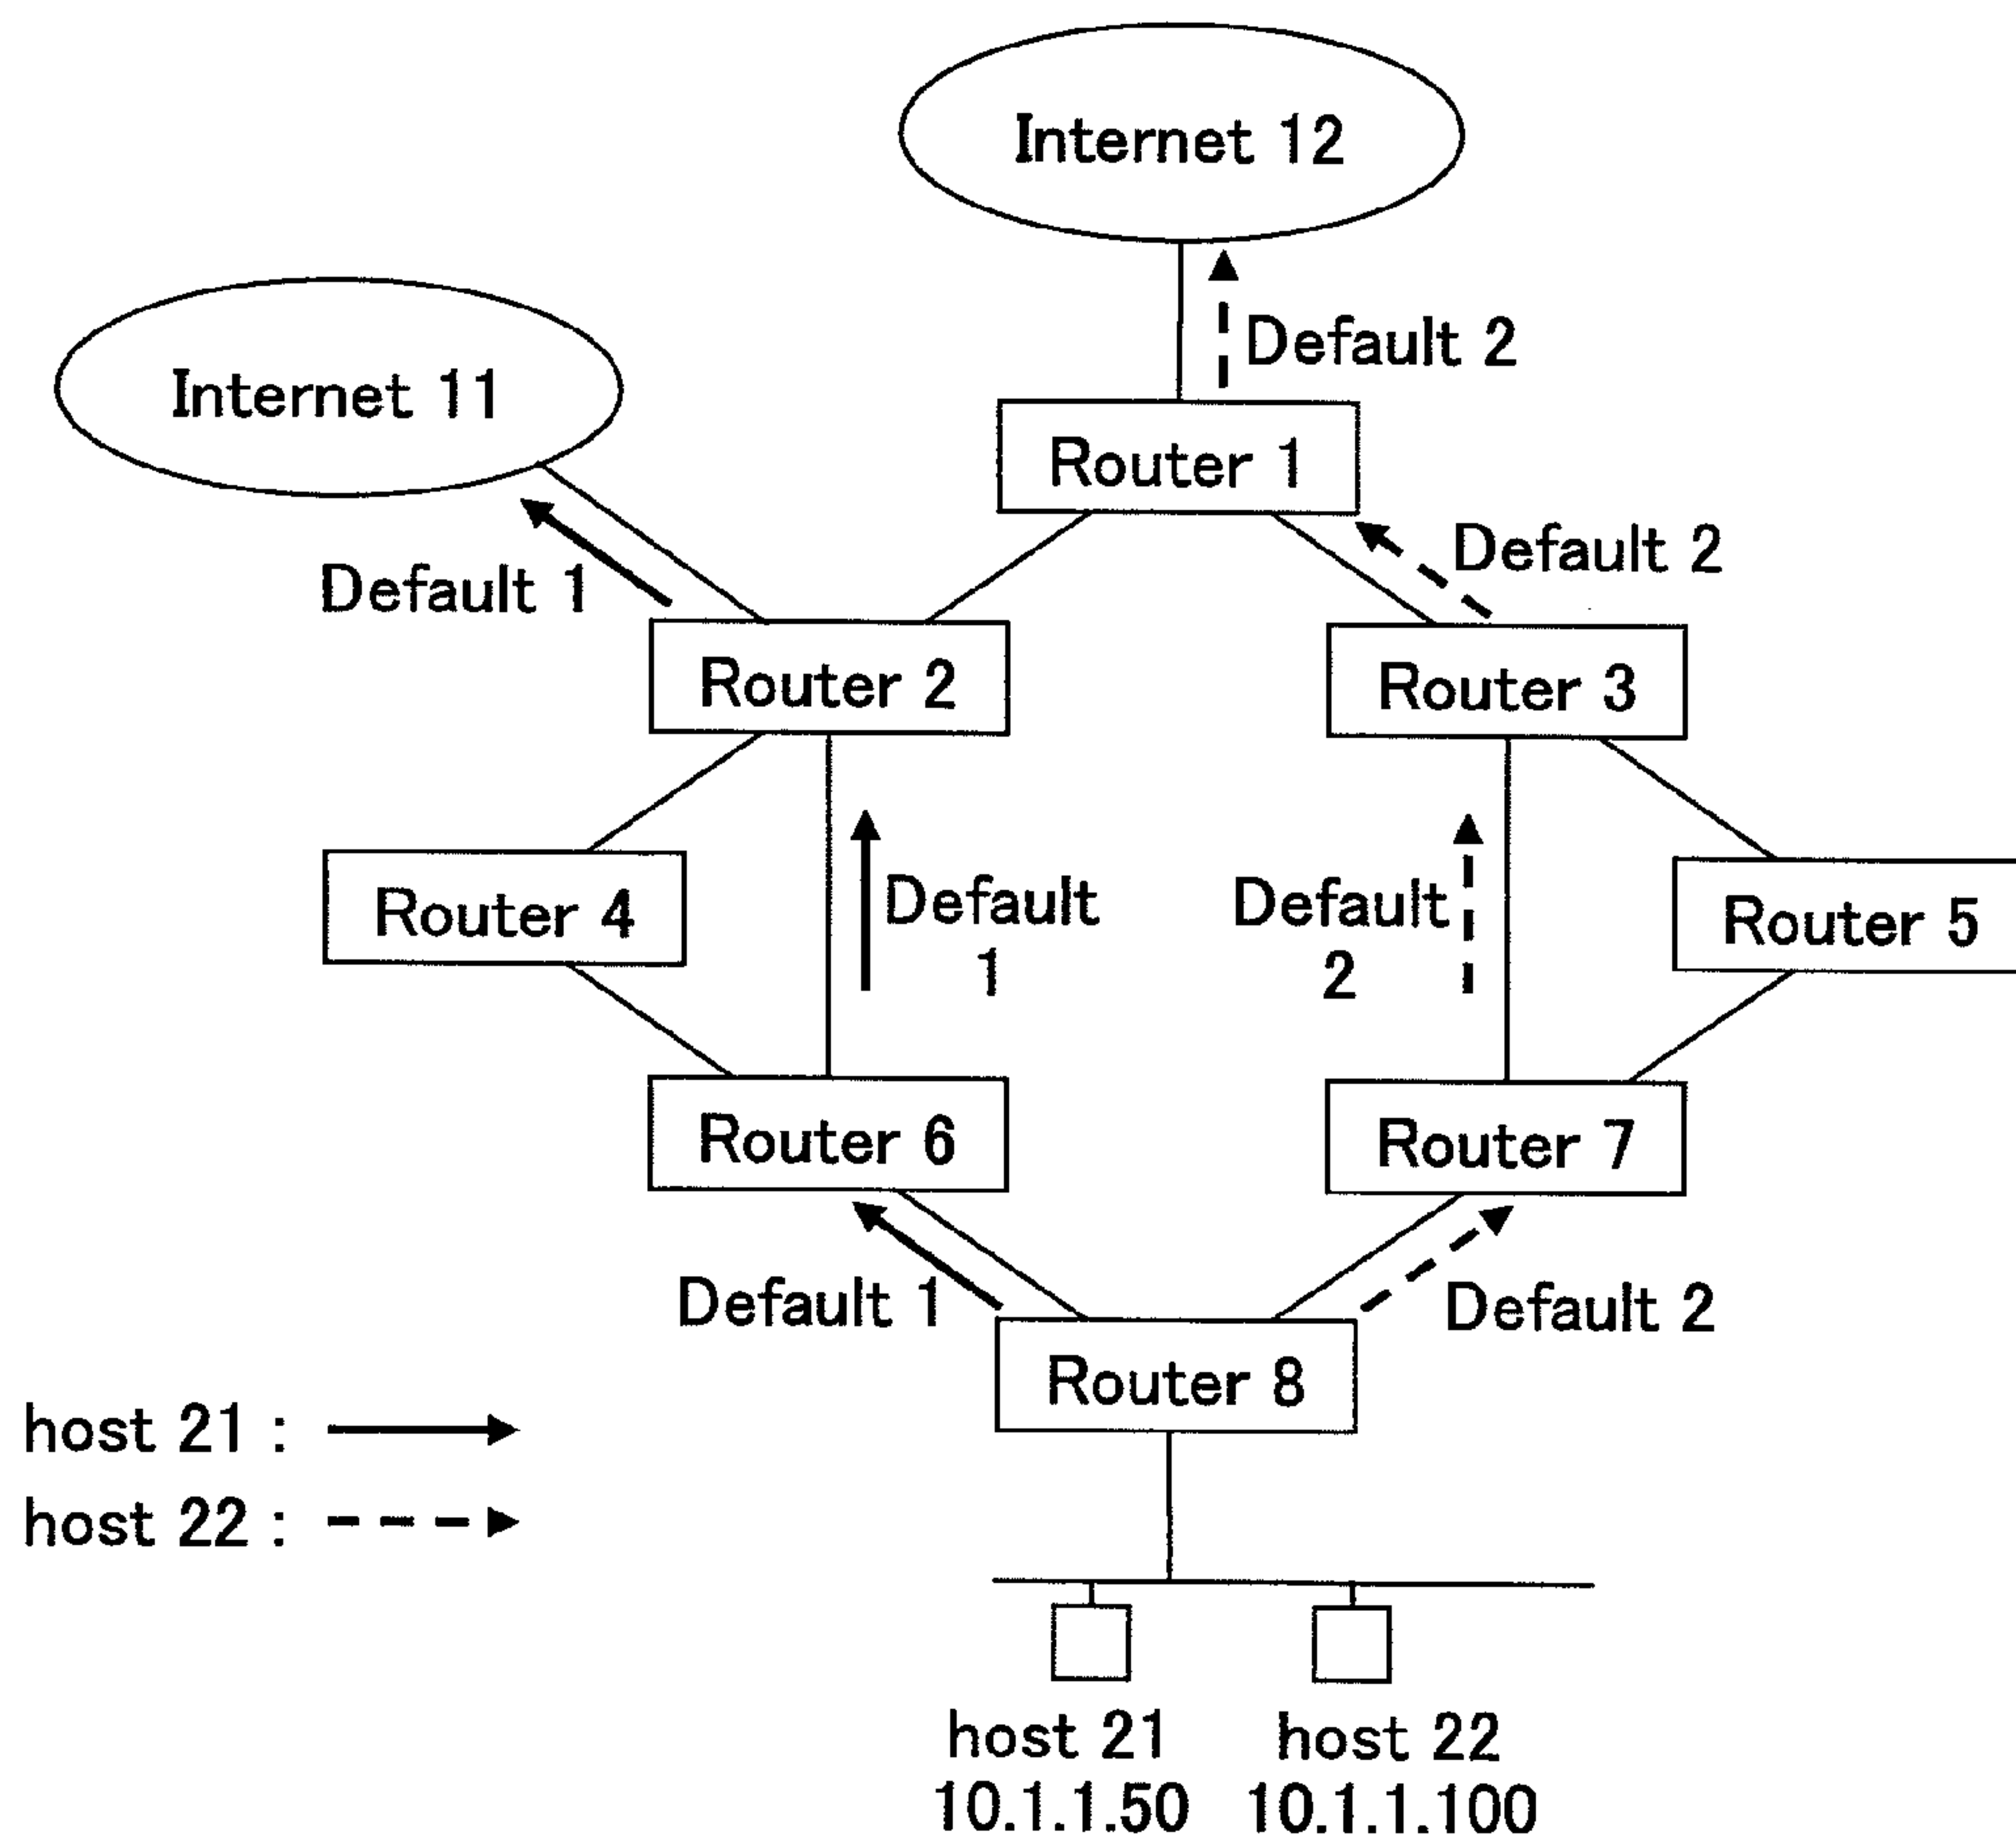 Internet 12
Default 2
Internet 11
Router 1
Default 2
Default 1
Router 2
Router 3
Default
1
Default
2
Router 4
Router 5
Router 6
Router 7
Default 1
Default 2
Router 8
host 21 :
host 22 :
host 21
10.1.1.50
host 22
10.1.1.100